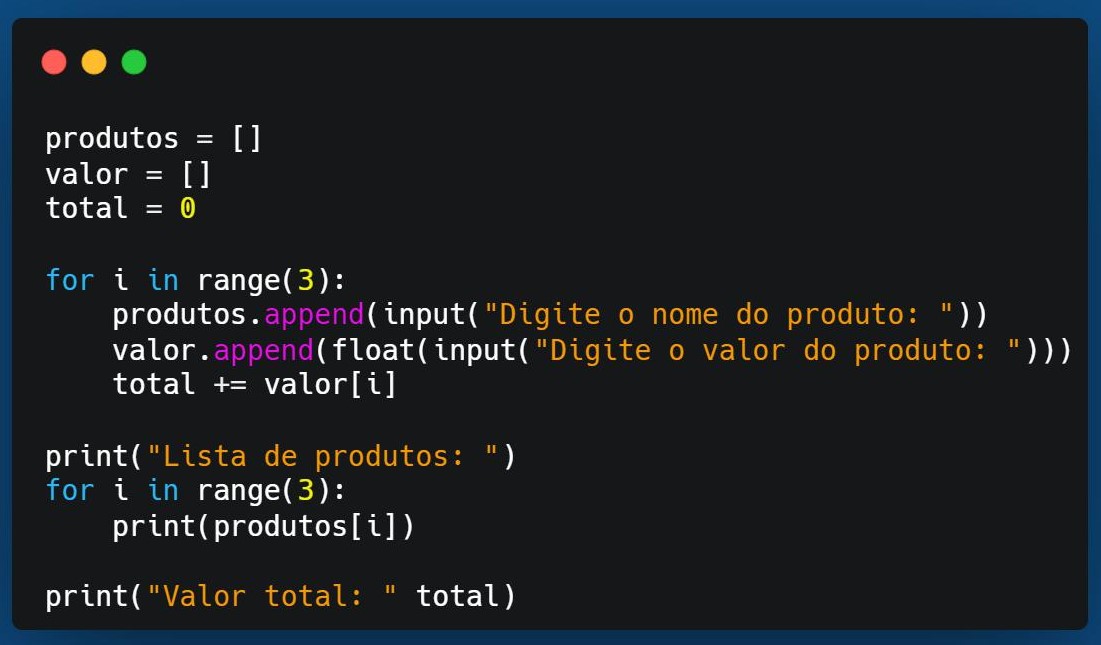 produtos = []
valor = []
total = 0

for i in range(3):
    produtos.append(input("Digite o nome do produto: "))
    valor.append(float(input("Digite o valor do produto: ")))
    total += valor[i]

print("Lista de produtos: ")
for i in range(3):
    print(produtos[i])

print("Valor total: " total)